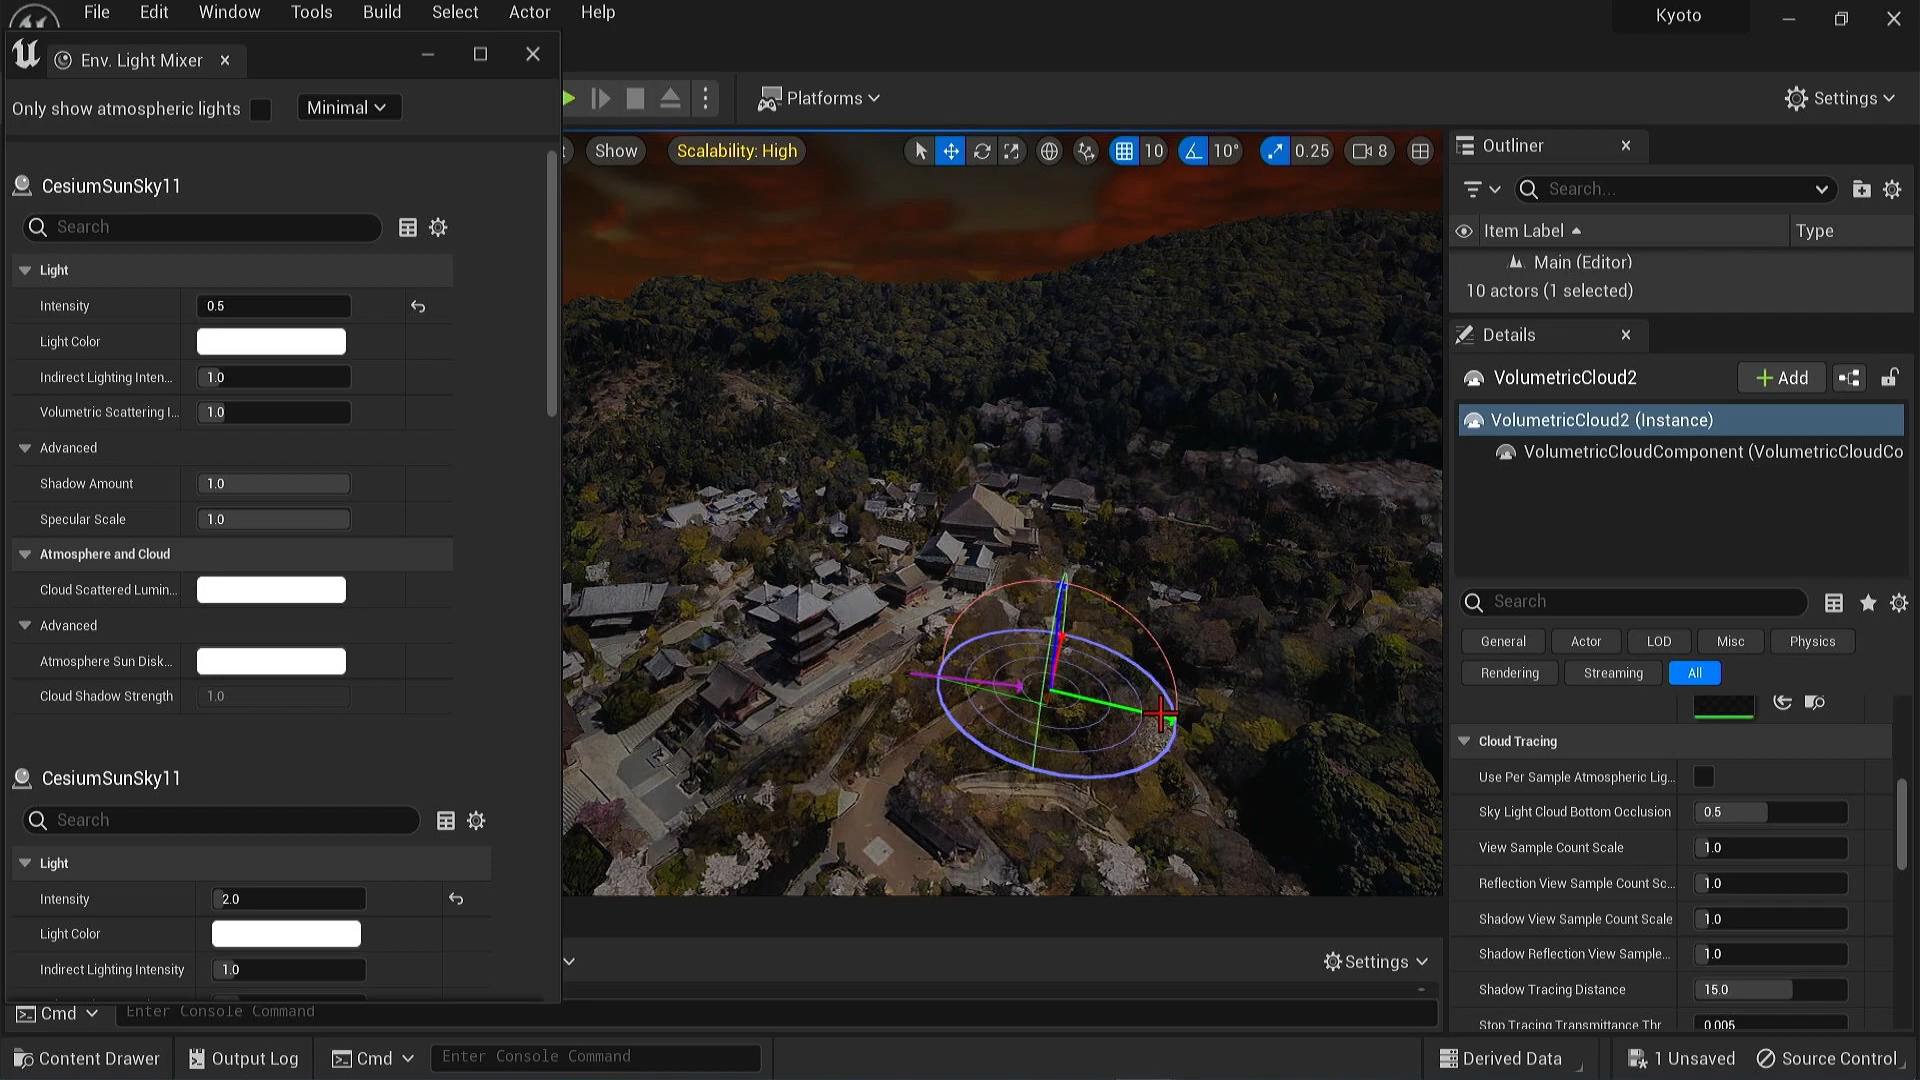 File Edit Window Tools Build Select Actor Help
Kyoto
Env. Light Mixer
Only show atmospheric lights
Minimal
Platforms
Settings
Show
Scalability: High
10
10°
0.25
8
CesiumSunSky11
Search
Light
Intensity 0.5
Light Color
Indirect Lighting Inten... 1.0
Volumetric Scattering I... 1.0
Advanced
Shadow Amount 1.0
Specular Scale 1.0
Atmosphere and Cloud
Cloud Scattered Lumin...
Advanced
Atmosphere Sun Disk...
Cloud Shadow Strength 1.0
CesiumSunSky11
Search
Light
Intensity 2.0
Light Color
Indirect Lighting Intensity 1.0
Outliner
Search...
Item Label Type
Main (Editor)
10 actors (1 selected)
Details
VolumetricCloud2
Add
VolumetricCloud2 (Instance)
VolumetricCloudComponent (VolumetricCloudCo
Search
General Actor LOD Misc Physics
Rendering Streaming All
Cloud Tracing
Use Per Sample Atmospheric Lig...
Sky Light Cloud Bottom Occlusion 0.5
View Sample Count Scale 1.0
Reflection View Sample Count Sc... 1.0
Shadow View Sample Count Scale 1.0
Shadow Reflection View Sample... 1.0
Shadow Tracing Distance 15.0
Stop Tracing Transmittance Thr 0.005
Settings
Cmd Enter Console Command
Content Drawer Output Log Cmd Enter Console Command
Derived Data 1 Unsaved Source Control